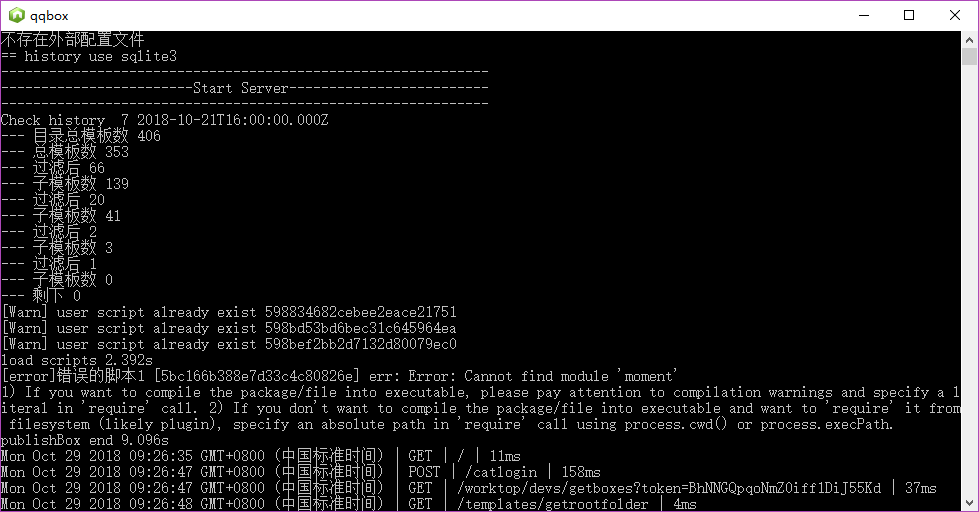 qqbox
不存在外部配置文件
== history use sqlite3
-------------------------------------------------------------
------------------------Start Server-------------------------
-------------------------------------------------------------
Check history  7 2018-10-21T16:00:00.000Z
--- 目录总模板数 406
--- 总模板数 353
--- 过滤后 66
--- 子模板数 139
--- 过滤后 20
--- 子模板数 41
--- 过滤后 2
--- 子模板数 3
--- 过滤后 1
--- 子模板数 0
--- 剩下 0
[Warn] user script already exist 598834682cebee2eace21751
[Warn] user script already exist 598bd53bd6bec31c645964ea
[Warn] user script already exist 598bef2bb2d7132d80079ec0
load scripts 2.392s
[error]错误的脚本1 [5bc166b388e7d33c4c80826e] err: Error: Cannot find module 'moment'
1) If you want to compile the package/file into executable, please pay attention to compilation warnings and specify a l
iteral in 'require' call. 2) If you don't want to compile the package/file into executable and want to 'require' it from
 filesystem (likely plugin), specify an absolute path in 'require' call using process.cwd() or process.execPath.
publishBox end 9.096s
Mon Oct 29 2018 09:26:35 GMT+0800 (中国标准时间) | GET | / | 11ms
Mon Oct 29 2018 09:26:47 GMT+0800 (中国标准时间) | POST | /catlogin | 158ms
Mon Oct 29 2018 09:26:47 GMT+0800 (中国标准时间) | GET | /worktop/devs/getboxes?token=BhNNGQpqoNmZ0iff1DiJ55Kd | 37ms
Mon Oct 29 2018 09:26:48 GMT+0800 (中国标准时间) | GET | /templates/getrootfolder | 4ms